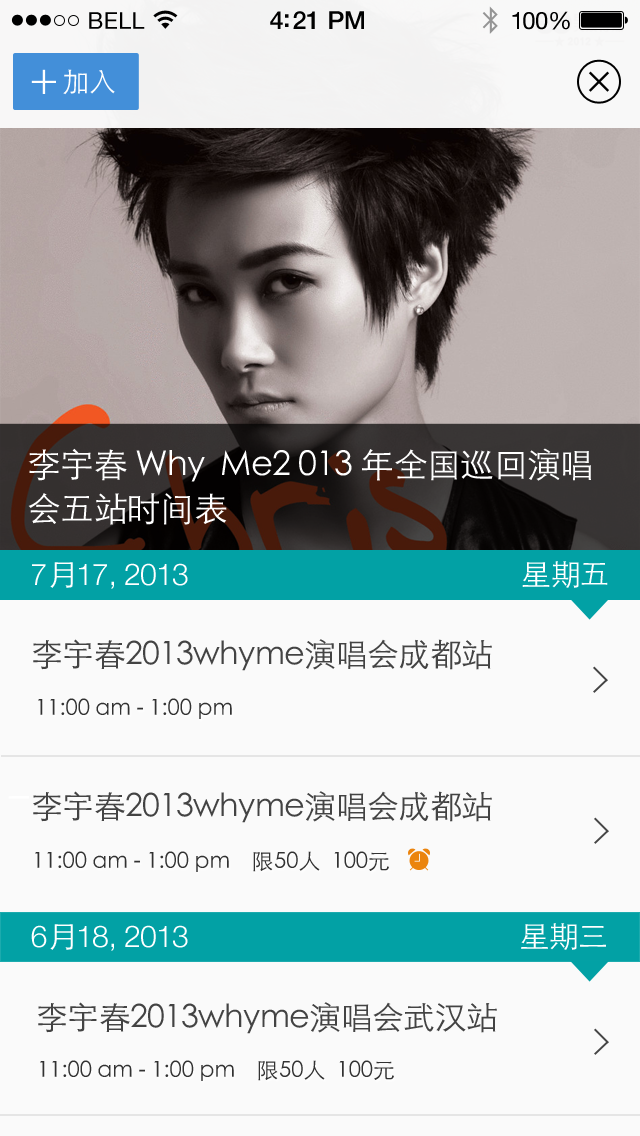 BELL 4:21 PM 100%
加入
Chris
李宇春 Why Me2 013 年全国巡回演唱
会五站时间表
7月17, 2013 星期五
李宇春2013whyme演唱会成都站
11:00 am - 1:00 pm
李宇春2013whyme演唱会成都站
11:00 am - 1:00 pm 限50人 100元
6月18, 2013 星期三
李宇春2013whyme演唱会武汉站
11:00 am - 1:00 pm 限50人 100元